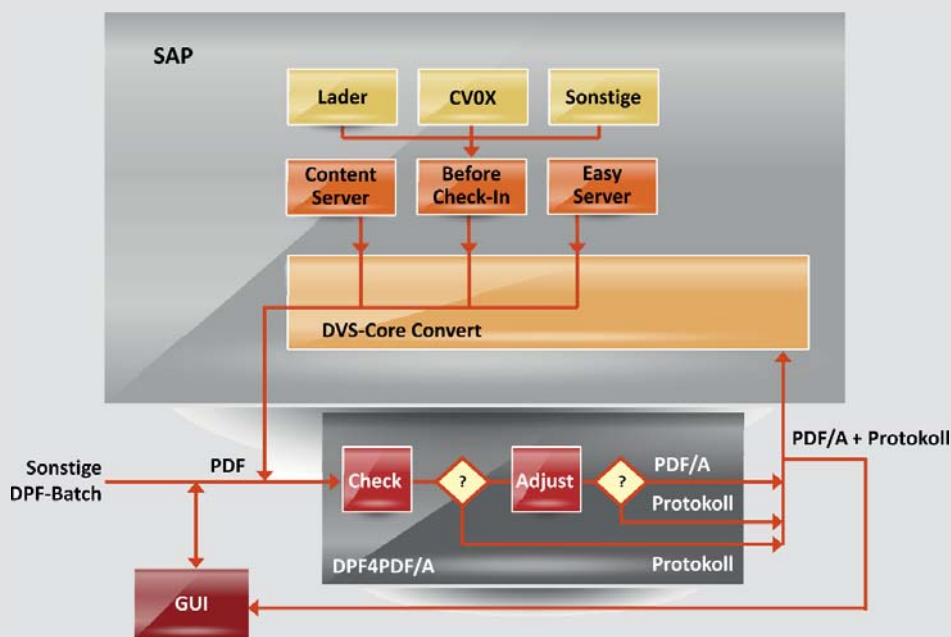 SAP
Lader
CV0X
Sonstige
Content
Server
Before
Check-In
Easy
Server
DVS-Core Convert
PDF/A + Protokoll
Sonstige
DPF-Batch
PDF
Check
?
Adjust
?
PDF/A
Protokoll
Protokoll
DPF4PDF/A
GUI